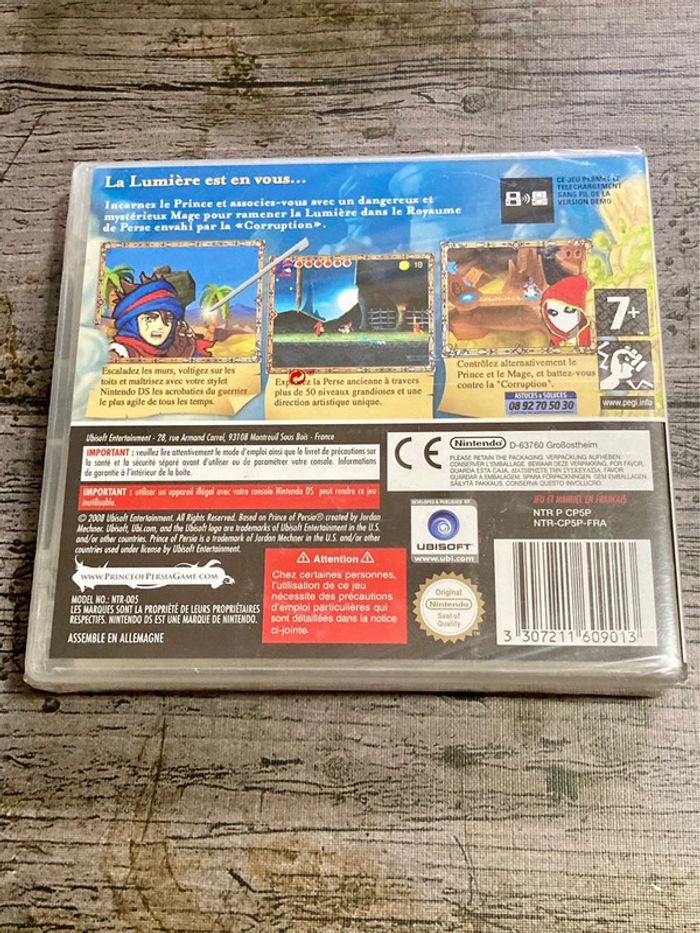 La Lumière est en vous...
Incarnez le Prince et associez-vous avec un dangereux et
mystérieux Mage pour ramener la Lumière dans le Royaume
de Perse envahi par la «Corruption».
CE JEU PERMET LE
TÉLÉCHARGEMENT
SANS FIL DE LA
VERSION DEMO
18
Escaladez les murs, voltigez sur les
toits et maîtrisez avec votre stylet
Nintendo DS les acrobaties du guerrier
le plus agile de tous les temps.
Explorez la Perse ancienne à travers
plus de 50 niveaux grandioses et une
direction artistique unique.
Contrôlez alternativement le
Prince et le Mage, et battez-vous
contre la "Corruption".
ASTUCES & SOLUCES
08 92 70 50 30
7+
www.pegi.info
Ubisoft Entertainment - 28, rue Armand Carrel, 93108 Montreuil Sous Bois - France
IMPORTANT : veuillez lire attentivement le mode d'emploi ainsi que le livret de précautions sur
la santé et la sécurité séparé avant d'utiliser ou de paramétrer votre console. Informations
de garantie à l'intérieur de la boîte.
IMPORTANT : utiliser un appareil illégal avec votre console Nintendo DS peut rendre ce jeu
inutilisable.
© 2008 Ubisoft Entertainment. All Rights Reserved. Based on Prince of Persia® created by Jordan
Mechner. Ubisoft, Ubi.com, and the Ubisoft logo are trademarks of Ubisoft Entertainment in the U.S.
and/or other countries. Prince of Persia is a trademark of Jordan Mechner in the U.S. and/or other
countries used under license by Ubisoft Entertainment.
www.PrinceofPersiaGame.com
MODEL NO.: NTR-005
LES MARQUES SONT LA PROPRIÉTÉ DE LEURS PROPRIÉTAIRES
RESPECTIFS. NINTENDO DS EST UNE MARQUE DE NINTENDO.
ASSEMBLE EN ALLEMAGNE
Attention
Chez certaines personnes,
l'utilisation de ce jeu
nécessite des précautions
d'emploi particulières qui
sont détaillées dans la notice
ci-jointe.
CE
Nintendo D-63760 Großostheim
PLEASE RETAIN THE PACKAGING. VERPACKUNG AUFHEBEN.
CONSERVER L'EMBALLAGE. BEWAAR DEZE VERPAKKING. POR FAVOR,
GUARDA ESTA CAJA. ΠΑΡΑΚΑΛΟΥΜΕ ΦΥΛΑΞΤΕ ΤΗ ΣΥΣΚΕΥΑΣΙΑ. POR FAVOR
GUARDAR A EMBALAGEM. SPARA FÖRPACKNINGEN. GEM EMBALLAGEN.
SÄILYTÄ PAKKAUS. CONSERVA QUESTO INVOLUCRO.
DEVELOPED & PUBLISHED BY
UBISOFT
www.ubi.com
JEU ET MANUEL EN FRANÇAIS
NTR P CP5P
NTR-CP5P-FRA
Original
Nintendo
Seal of
Quality
3 307211 609013